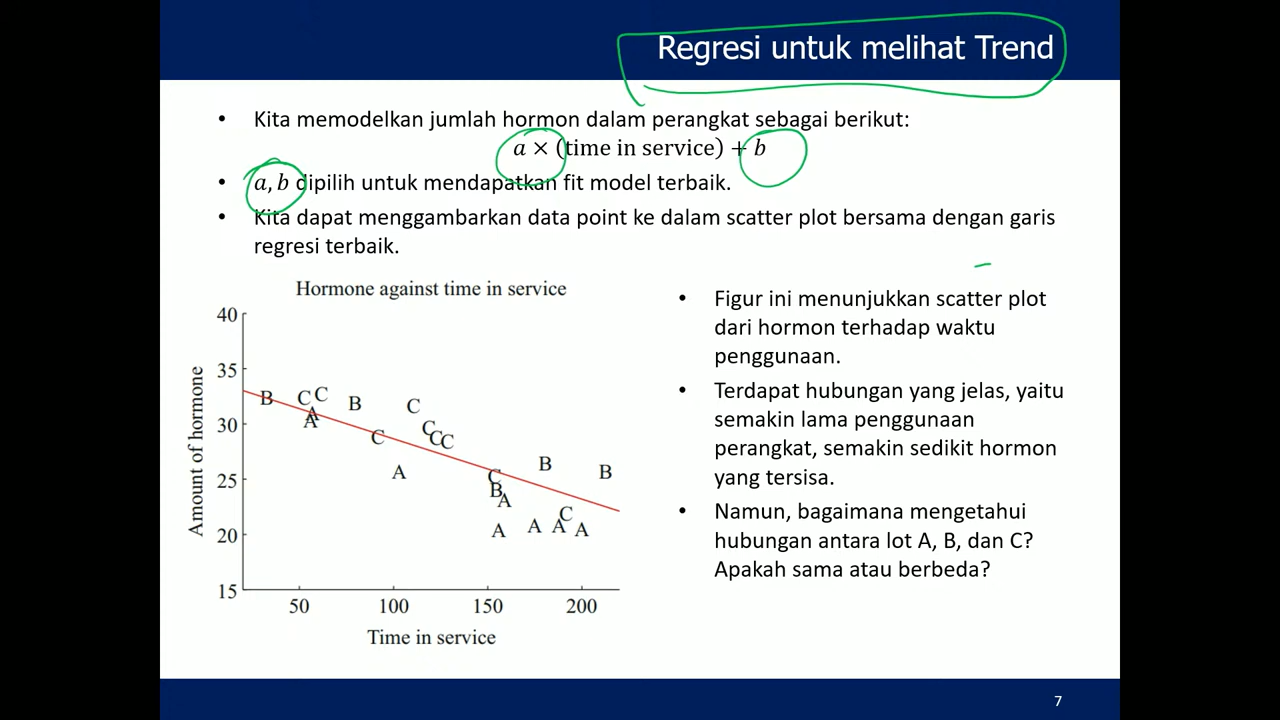 Regresi untuk melihat Trend
• Kita memodelkan jumlah hormon dalam perangkat sebagai berikut:
a × (time in service) + b
• a, b dipilih untuk mendapatkan fit model terbaik.
• Kita dapat menggambarkan data point ke dalam scatter plot bersama dengan garis
regresi terbaik.
Hormone against time in service
40
35
30
25
20
15
Amount of hormone
B C C A A B C C C C C A C B A A B A A C A B
50 100 150 200
Time in service
• Figur ini menunjukkan scatter plot
dari hormon terhadap waktu
penggunaan.
• Terdapat hubungan yang jelas, yaitu
semakin lama penggunaan
perangkat, semakin sedikit hormon
yang tersisa.
• Namun, bagaimana mengetahui
hubungan antara lot A, B, dan C?
Apakah sama atau berbeda?
7